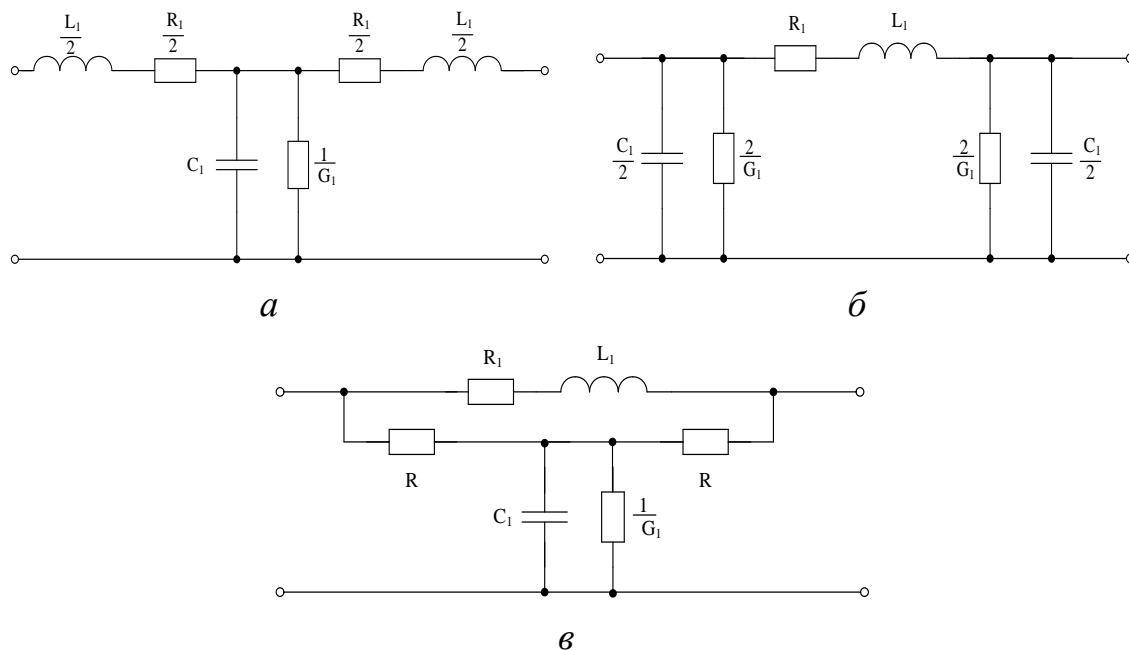 L₁/2
R₁/2
R₁/2
L₁/2
C₁
1/G₁
а
R₁
L₁
C₁/2
2/G₁
2/G₁
C₁/2
б
R₁
L₁
R
R
C₁
1/G₁
в